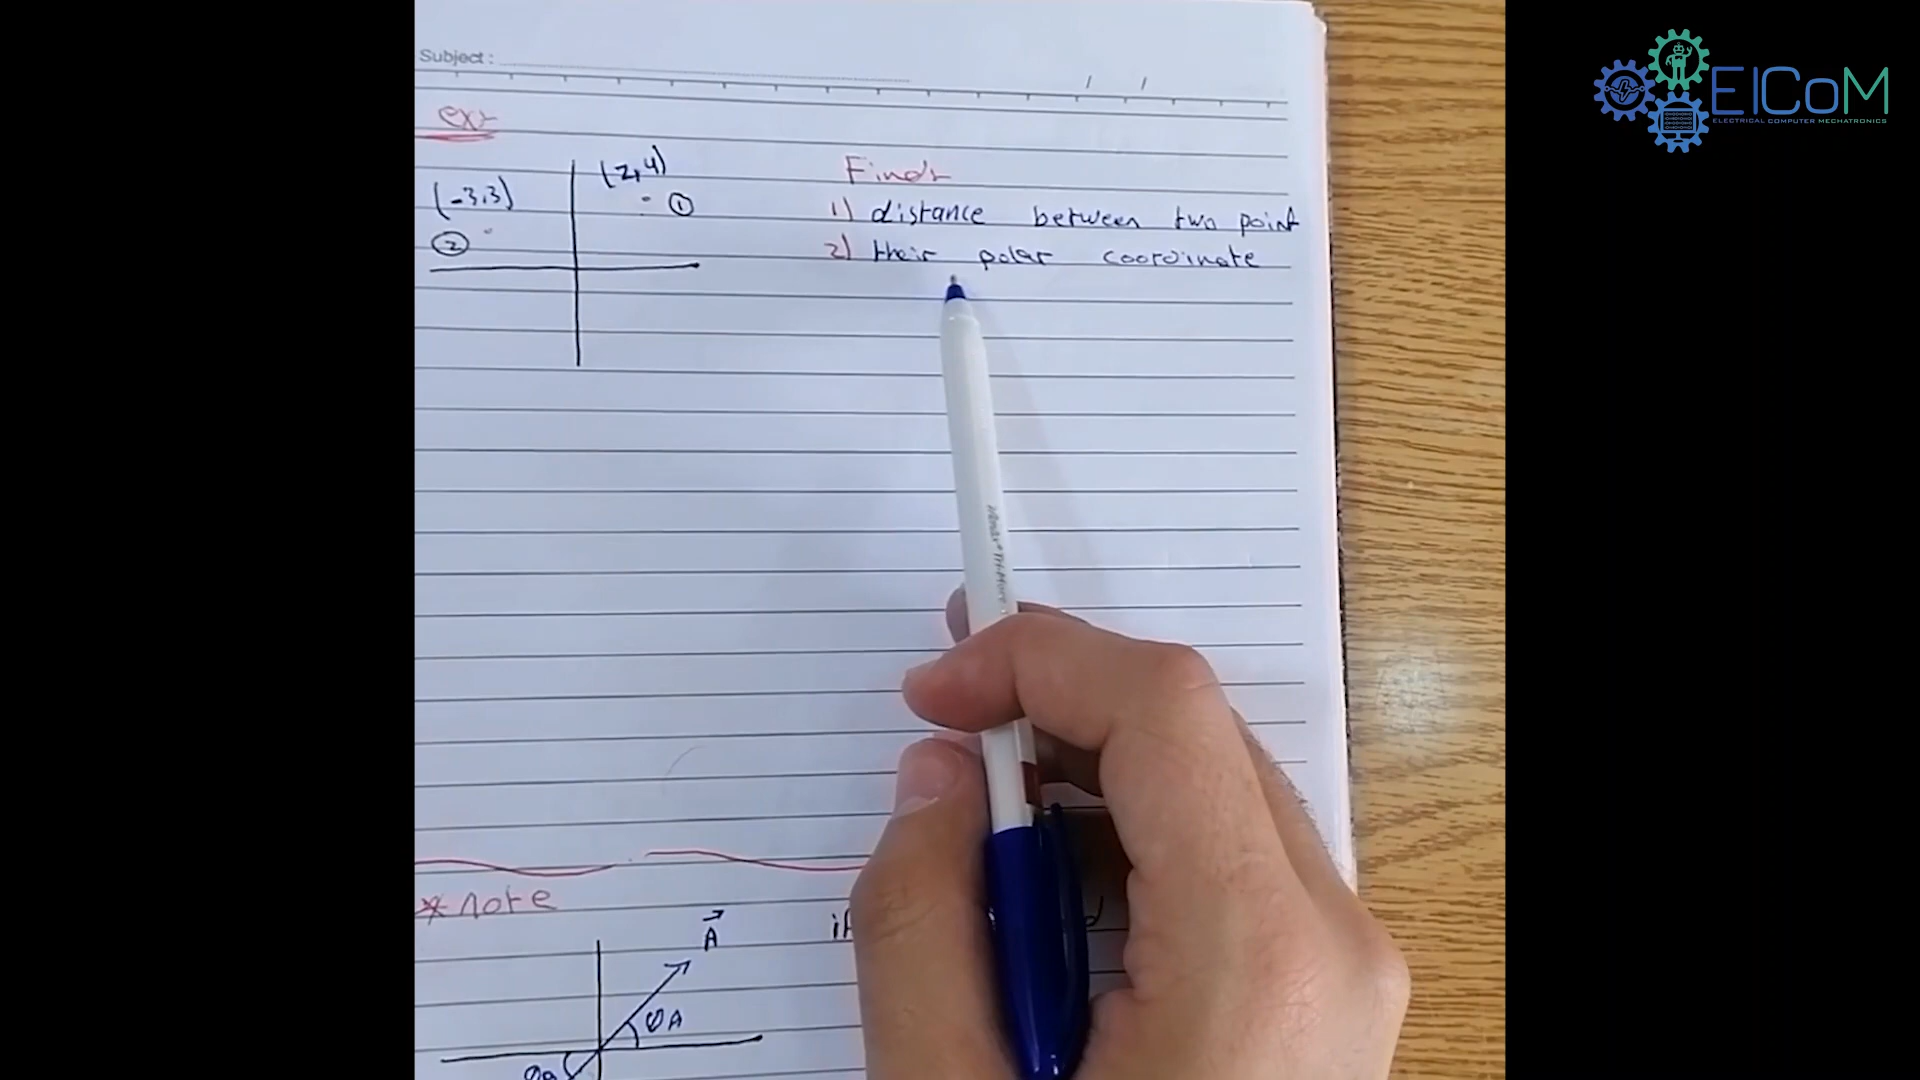 Subject :
/ /
ex:
(2,4)
(-3,3)
①
②
Find:
1) distance between two point
2) their polar coordinate
* note
A
ØA
ElCoM
ELECTRICAL COMPUTER MECHATRONICS